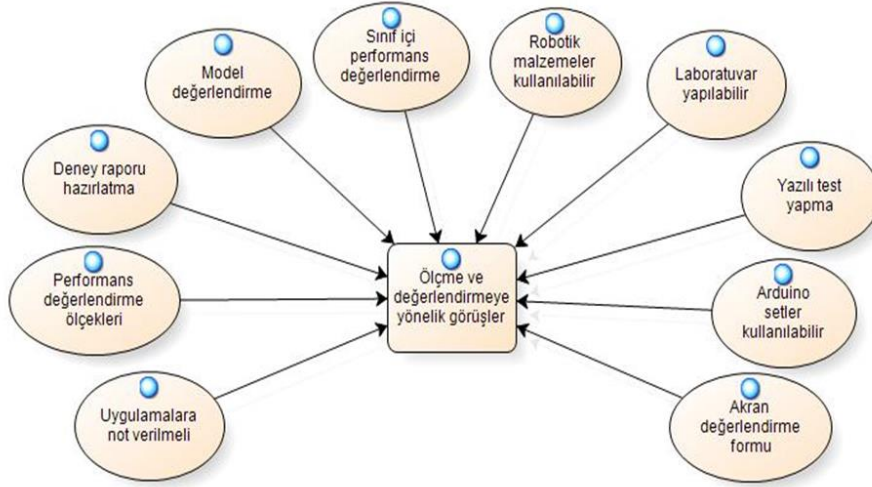 Sınıf içi
performans
değerlendirme
Robotik
malzemeler
kullanılabilir
Model
değerlendirme
Laboratuvar
yapılabilir
Deney raporu
hazırlatma
Yazılı test
yapma
Ölçme ve
değerlendirmeye
yönelik görüşler
Performans
değerlendirme
ölçekleri
Arduino
setler
kullanılabilir
Uygulamalara
not verilmeli
Akran
değerlendirme
formu